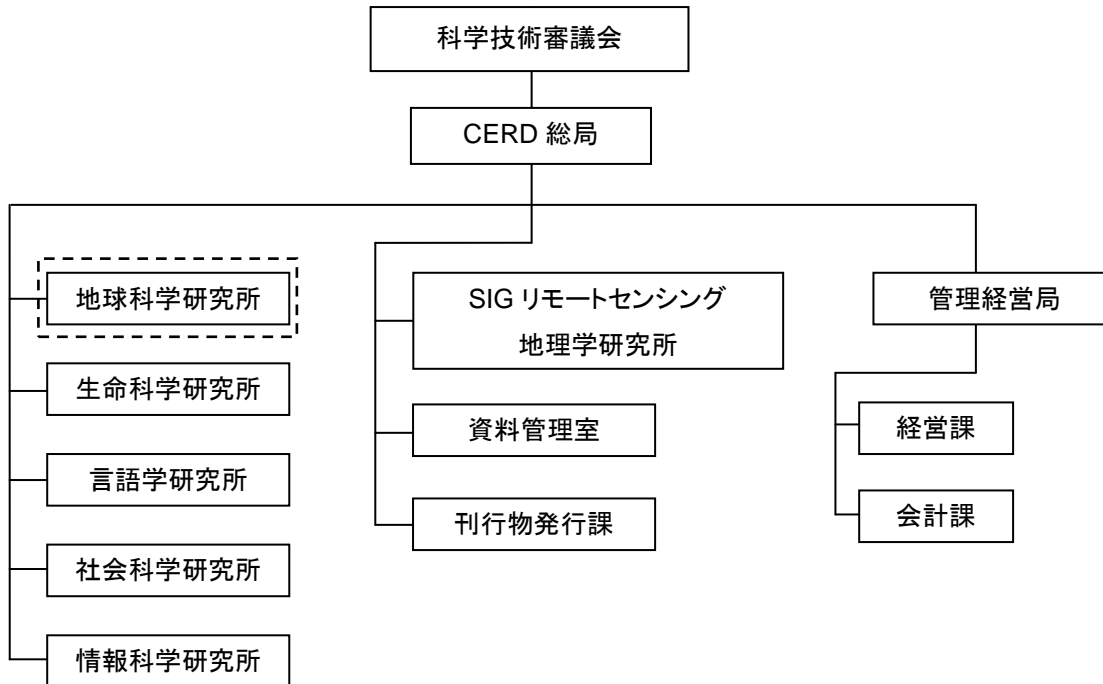 科学技術審議会
CERD 総局
地球科学研究所
生命科学研究所
言語学研究所
社会科学研究所
情報科学研究所
SIG リモートセンシング
地理学研究所
資料管理室
刊行物発行課
管理経営局
経営課
会計課